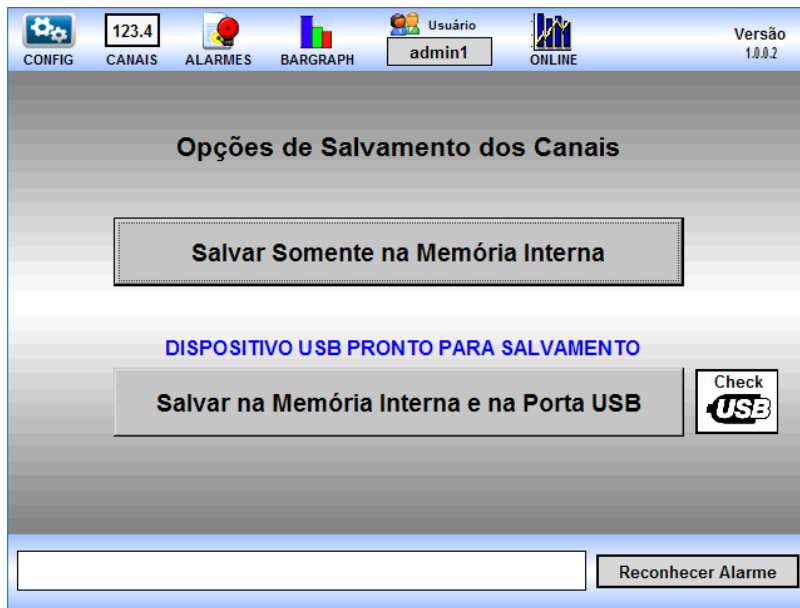 123.4
Usuário
admin1
Versão
1.0.0.2
CONFIG
CANAIS
ALARMES
BARGRAPH
ONLINE
Opções de Salvamento dos Canais
Salvar Somente na Memória Interna
DISPOSITIVO USB PRONTO PARA SALVAMENTO
Salvar na Memória Interna e na Porta USB
Check
USB
Reconhecer Alarme